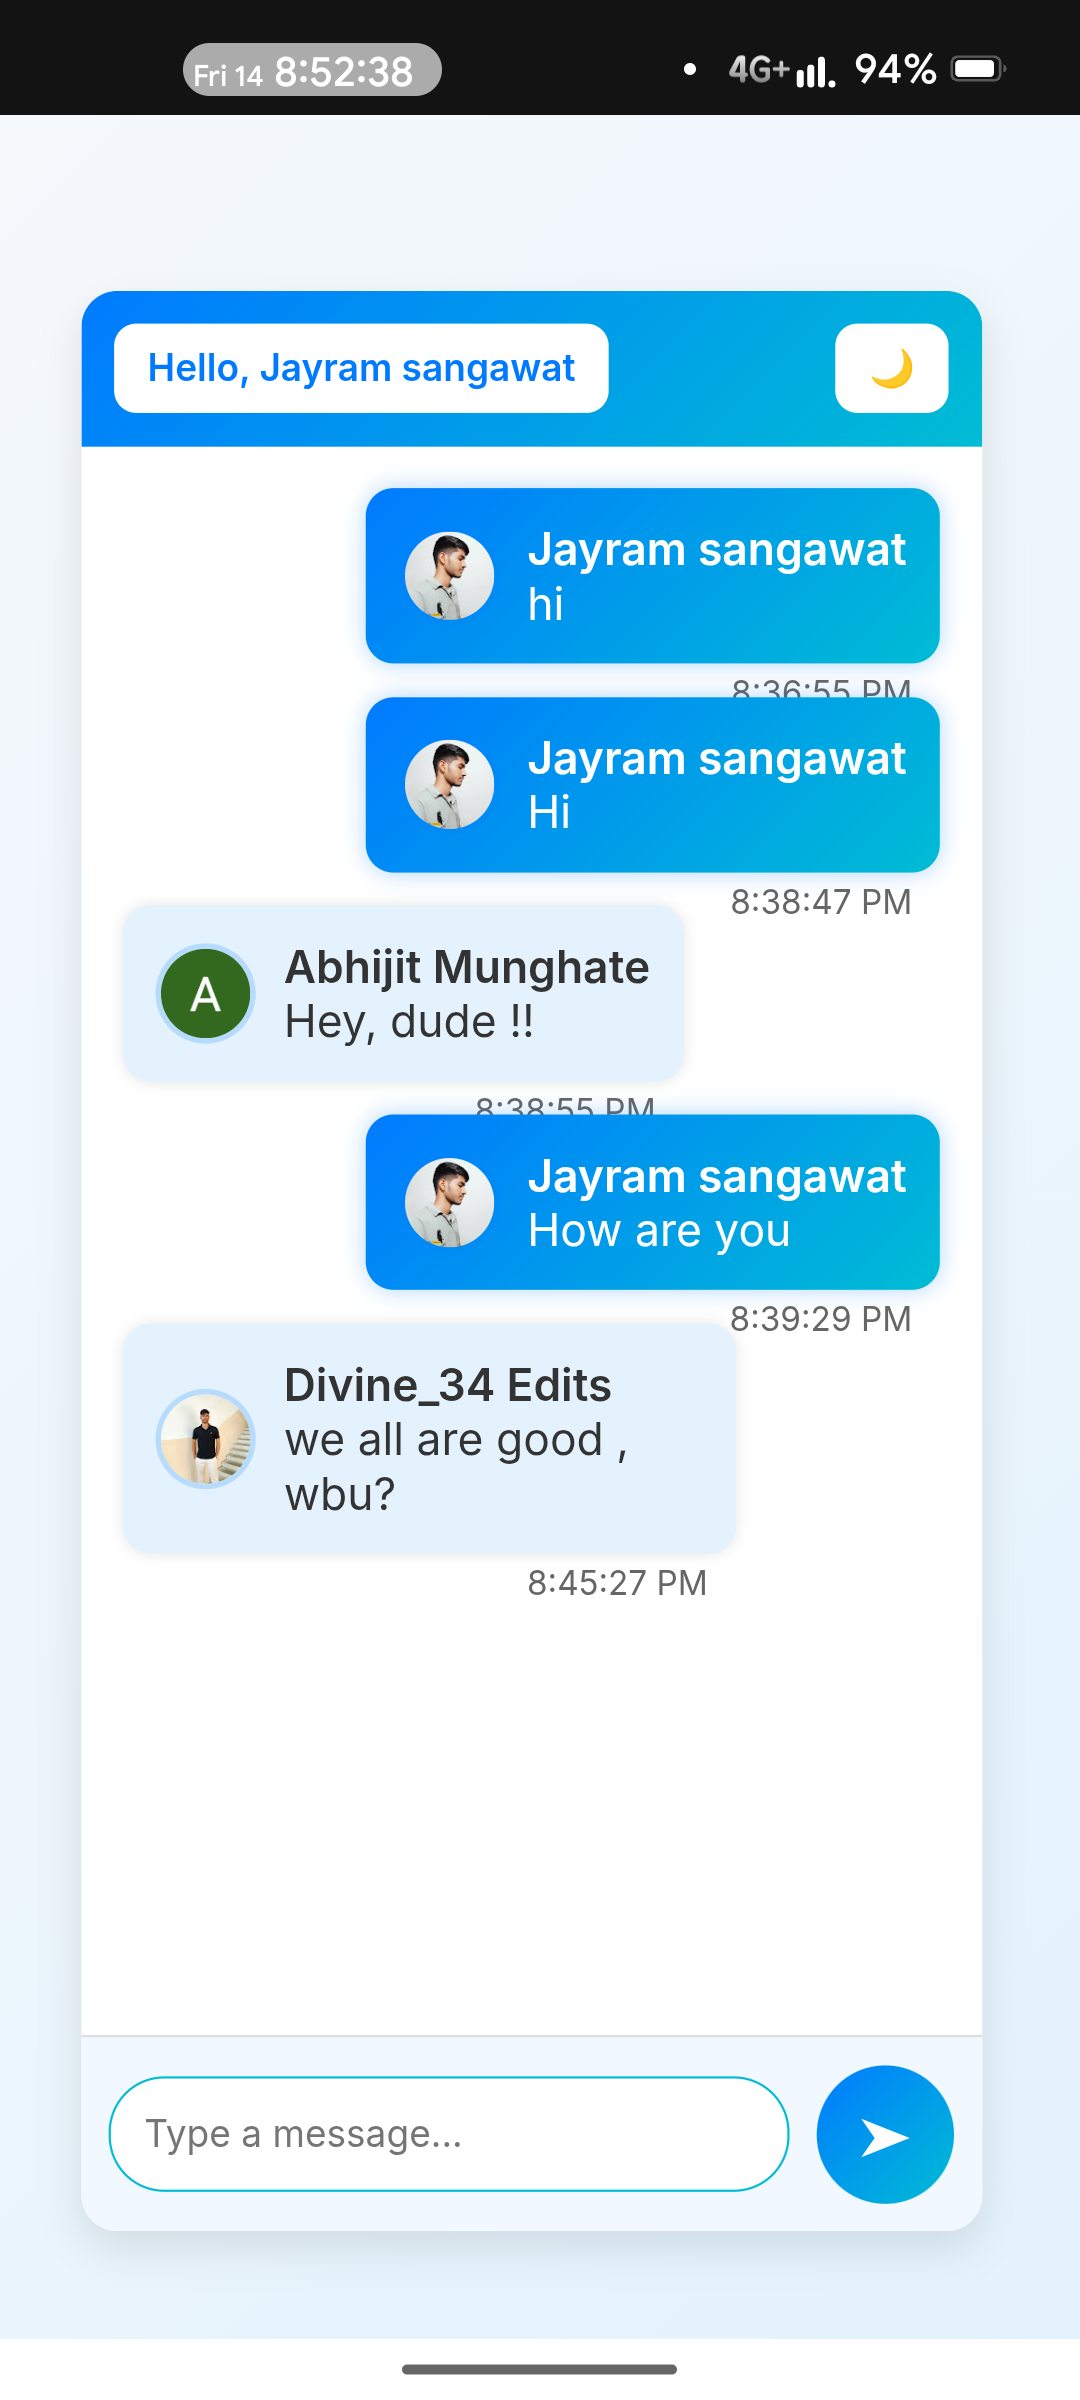 Fri 14 8:52:38
4G+ 94%
Hello, Jayram sangawat
Jayram sangawat
hi
8:36:55 PM
Jayram sangawat
Hi
8:38:47 PM
A
Abhijit Munghate
Hey, dude !!
8:38:55 PM
Jayram sangawat
How are you
8:39:29 PM
Divine_34 Edits
we all are good ,
wbu?
8:45:27 PM
Type a message...